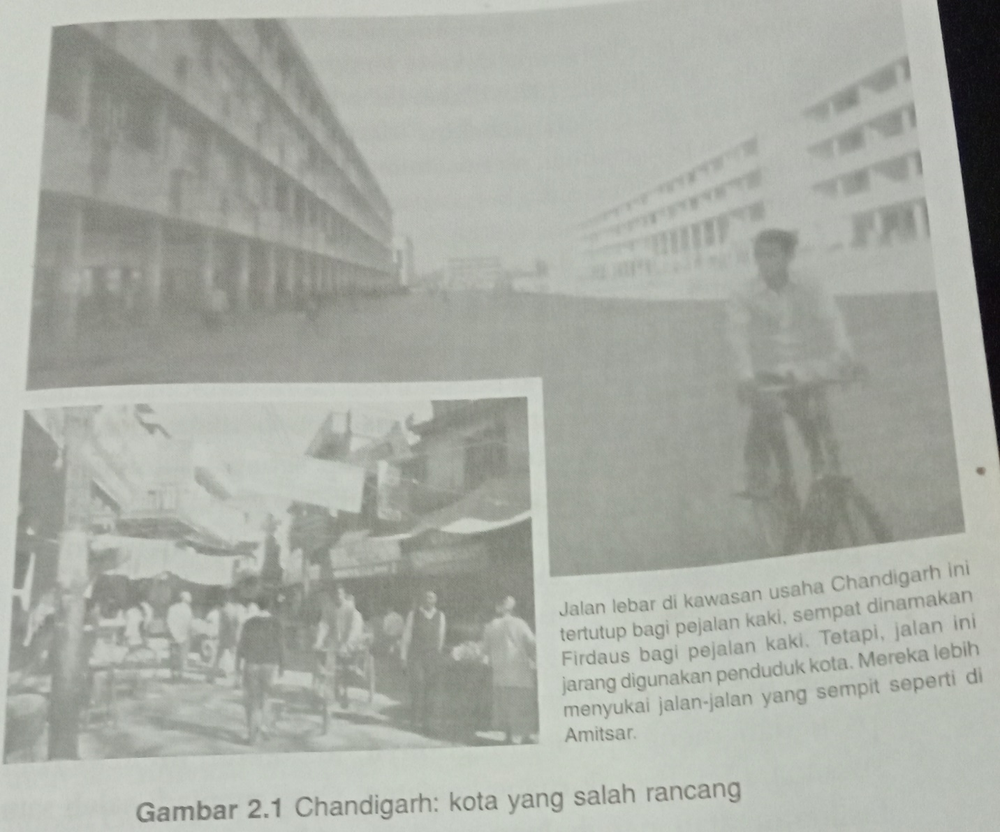 Jalan lebar di kawasan usaha Chandigarh ini
tertutup bagi pejalan kaki, sempat dinamakan
Firdaus bagi pejalan kaki. Tetapi, jalan ini
jarang digunakan penduduk kota. Mereka lebih
menyukai jalan-jalan yang sempit seperti di
Amitsar.
Gambar 2.1 Chandigarh: kota yang salah rancang